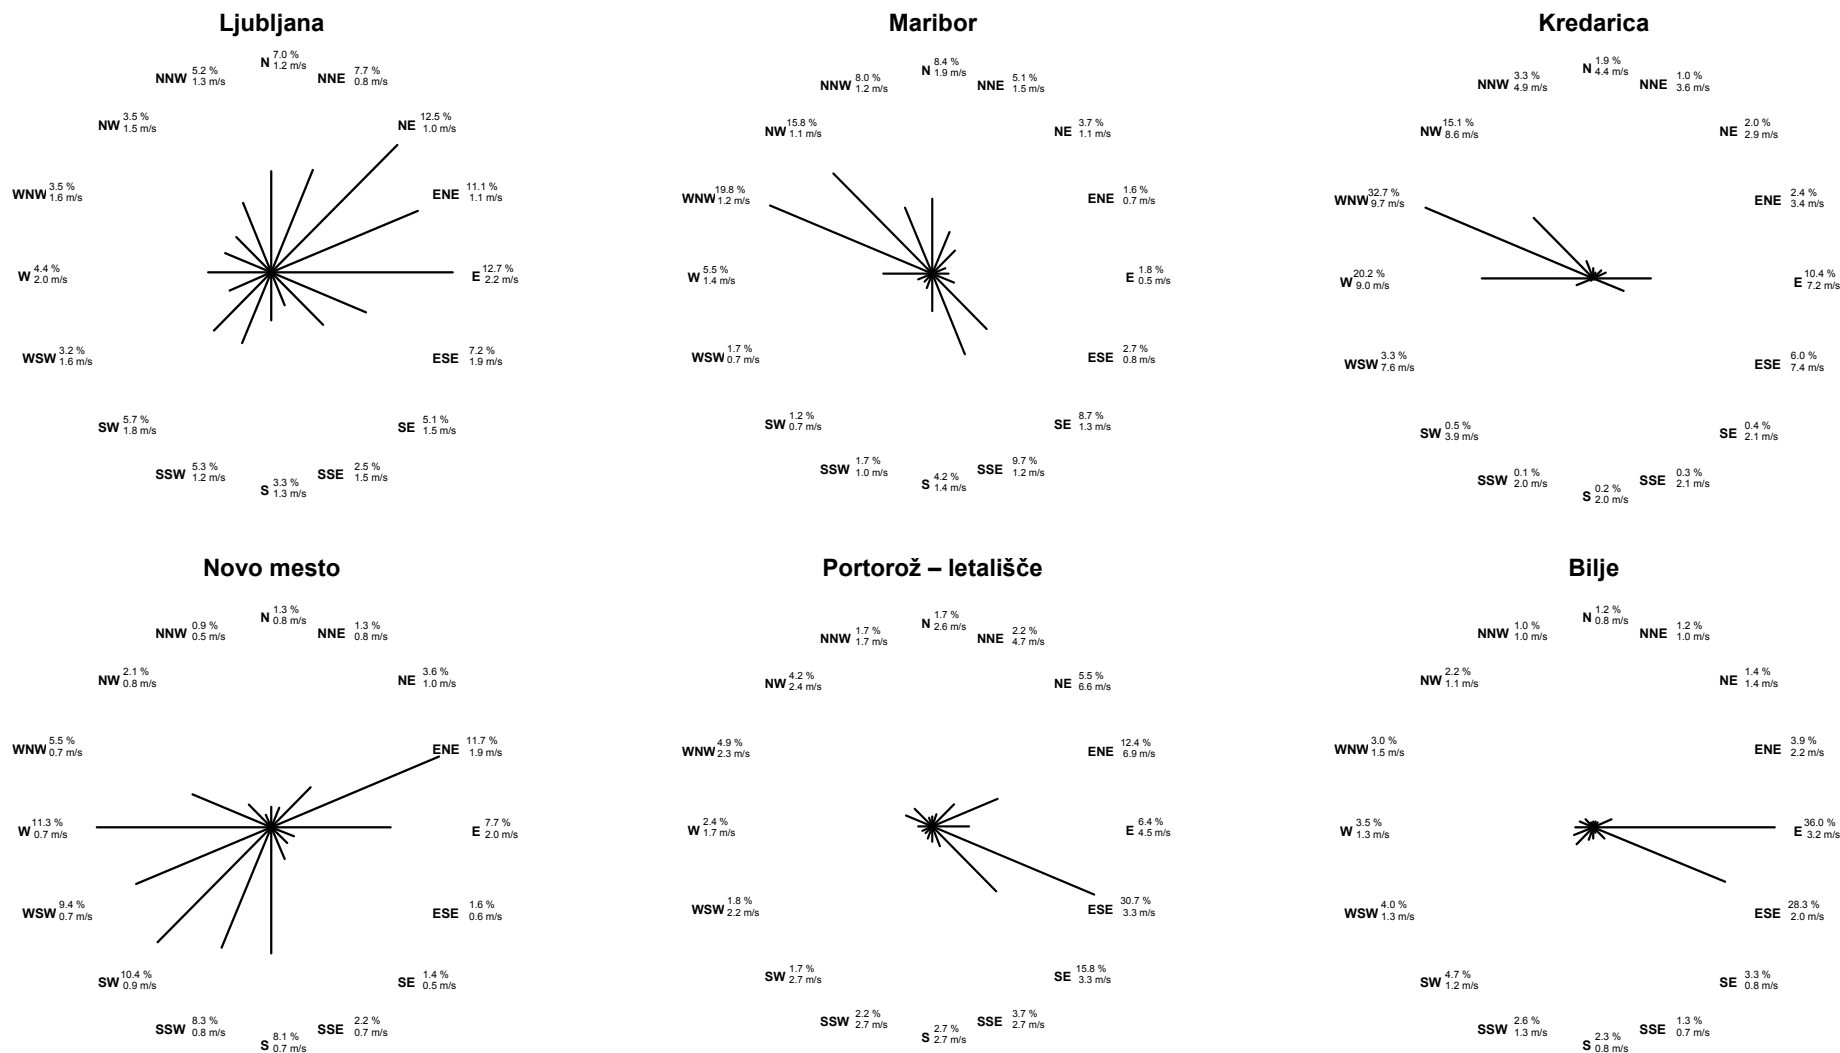 Ljubljana
N 7.0 %
1.2 m/s
NNE 7.7 %
0.8 m/s
NE 12.5 %
1.0 m/s
ENE 11.1 %
1.1 m/s
E 12.7 %
2.2 m/s
ESE 7.2 %
1.9 m/s
SE 5.1 %
1.5 m/s
SSE 2.5 %
1.5 m/s
S 3.3 %
1.3 m/s
SSW 5.3 %
1.2 m/s
SW 5.7 %
1.8 m/s
WSW 3.2 %
1.6 m/s
W 4.4 %
2.0 m/s
WNW 3.5 %
1.6 m/s
NW 3.5 %
1.5 m/s
NNW 5.2 %
1.3 m/s
Maribor
N 8.4 %
1.9 m/s
NNE 5.1 %
1.5 m/s
NE 3.7 %
1.1 m/s
ENE 1.6 %
0.7 m/s
E 1.8 %
0.5 m/s
ESE 2.7 %
0.8 m/s
SE 8.7 %
1.3 m/s
SSE 9.7 %
1.2 m/s
S 4.2 %
1.4 m/s
SSW 1.7 %
1.0 m/s
SW 1.2 %
0.7 m/s
WSW 1.7 %
0.7 m/s
W 5.5 %
1.4 m/s
WNW 19.8 %
1.2 m/s
NW 15.8 %
1.1 m/s
NNW 8.0 %
1.2 m/s
Kredarica
N 1.9 %
4.4 m/s
NNE 1.0 %
3.6 m/s
NE 2.0 %
2.9 m/s
ENE 2.4 %
3.4 m/s
E 10.4 %
7.2 m/s
ESE 6.0 %
7.4 m/s
SE 0.4 %
2.1 m/s
SSE 0.3 %
2.1 m/s
S 0.2 %
2.0 m/s
SSW 0.1 %
2.0 m/s
SW 0.5 %
3.9 m/s
WSW 3.3 %
7.6 m/s
W 20.2 %
9.0 m/s
WNW 32.7 %
9.7 m/s
NW 15.1 %
8.6 m/s
NNW 3.3 %
4.9 m/s
Novo mesto
N 1.3 %
0.8 m/s
NNE 1.3 %
0.8 m/s
NE 3.6 %
1.0 m/s
ENE 11.7 %
1.9 m/s
E 7.7 %
2.0 m/s
ESE 1.6 %
0.6 m/s
SE 1.4 %
0.5 m/s
SSE 2.2 %
0.7 m/s
S 8.1 %
0.7 m/s
SSW 8.3 %
0.8 m/s
SW 10.4 %
0.9 m/s
WSW 9.4 %
0.7 m/s
W 11.3 %
0.7 m/s
WNW 5.5 %
0.7 m/s
NW 2.1 %
0.8 m/s
NNW 0.9 %
0.5 m/s
Portorož – letališče
N 1.7 %
2.6 m/s
NNE 2.2 %
4.7 m/s
NE 5.5 %
6.6 m/s
ENE 12.4 %
6.9 m/s
E 6.4 %
4.5 m/s
ESE 30.7 %
3.3 m/s
SE 15.8 %
3.3 m/s
SSE 3.7 %
2.7 m/s
S 2.7 %
2.7 m/s
SSW 2.2 %
2.7 m/s
SW 1.7 %
2.7 m/s
WSW 1.8 %
2.2 m/s
W 2.4 %
1.7 m/s
WNW 4.9 %
2.3 m/s
NW 4.2 %
2.4 m/s
NNW 1.7 %
1.7 m/s
Bilje
N 1.2 %
0.8 m/s
NNE 1.2 %
1.0 m/s
NE 1.4 %
1.4 m/s
ENE 3.9 %
2.2 m/s
E 36.0 %
3.2 m/s
ESE 28.3 %
2.0 m/s
SE 3.3 %
0.8 m/s
SSE 1.3 %
0.7 m/s
S 2.3 %
0.8 m/s
SSW 2.6 %
1.3 m/s
SW 4.7 %
1.2 m/s
WSW 4.0 %
1.3 m/s
W 3.5 %
1.3 m/s
WNW 3.0 %
1.5 m/s
NW 2.2 %
1.1 m/s
NNW 1.0 %
1.0 m/s